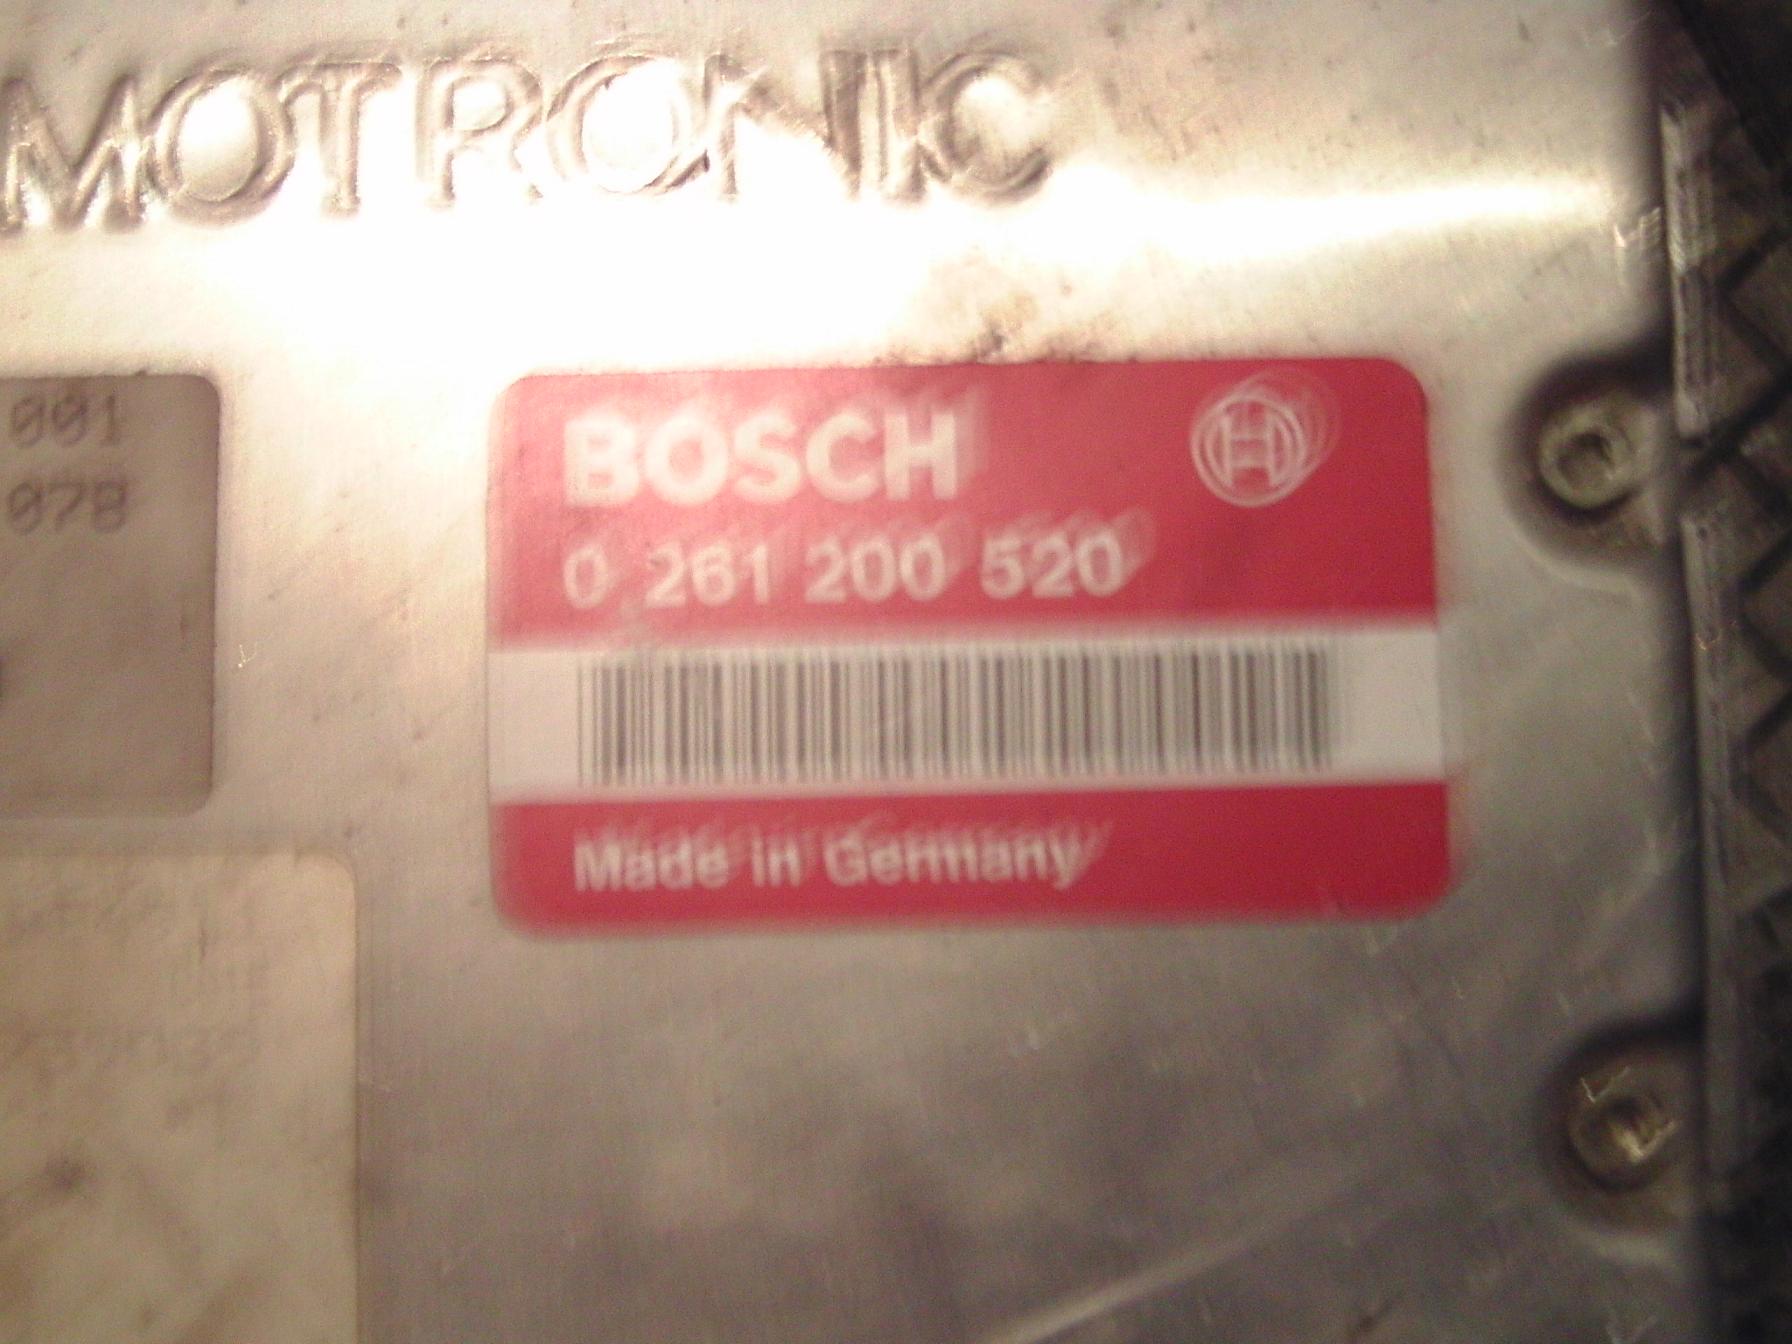 MOTRONIC
001
078
BOSCH
0 261 200 520
Made in Germany